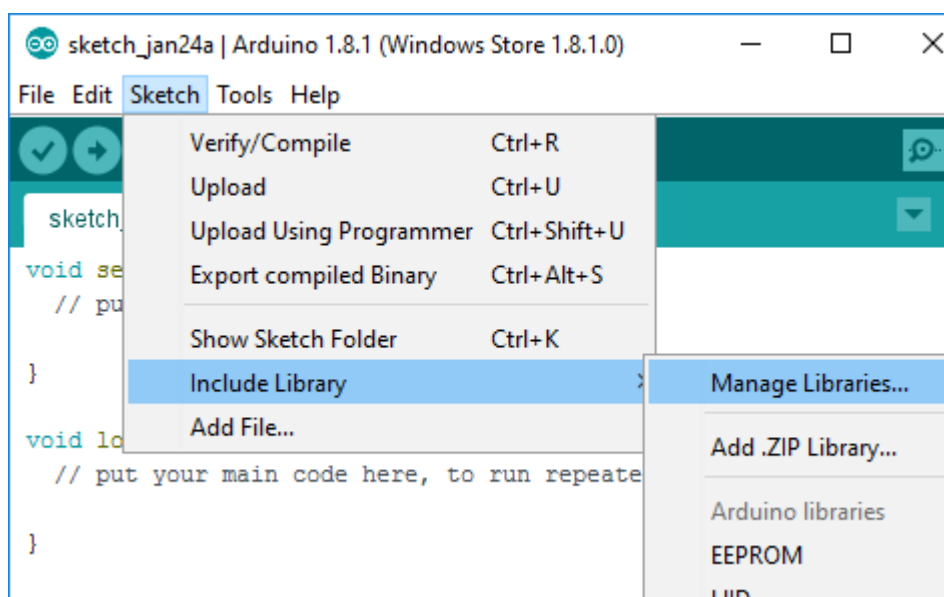 sketch_jan24a | Arduino 1.8.1 (Windows Store 1.8.1.0)
File Edit Sketch Tools Help
Verify/Compile Ctrl+R
Upload Ctrl+U
sketch_
Upload Using Programmer Ctrl+Shift+U
void se
Export compiled Binary Ctrl+Alt+S
// pu
Show Sketch Folder Ctrl+K
}
Include Library
Manage Libraries...
Add File...
void lo
Add .ZIP Library...
// put your main code here, to run repeate
Arduino libraries
}
EEPROM